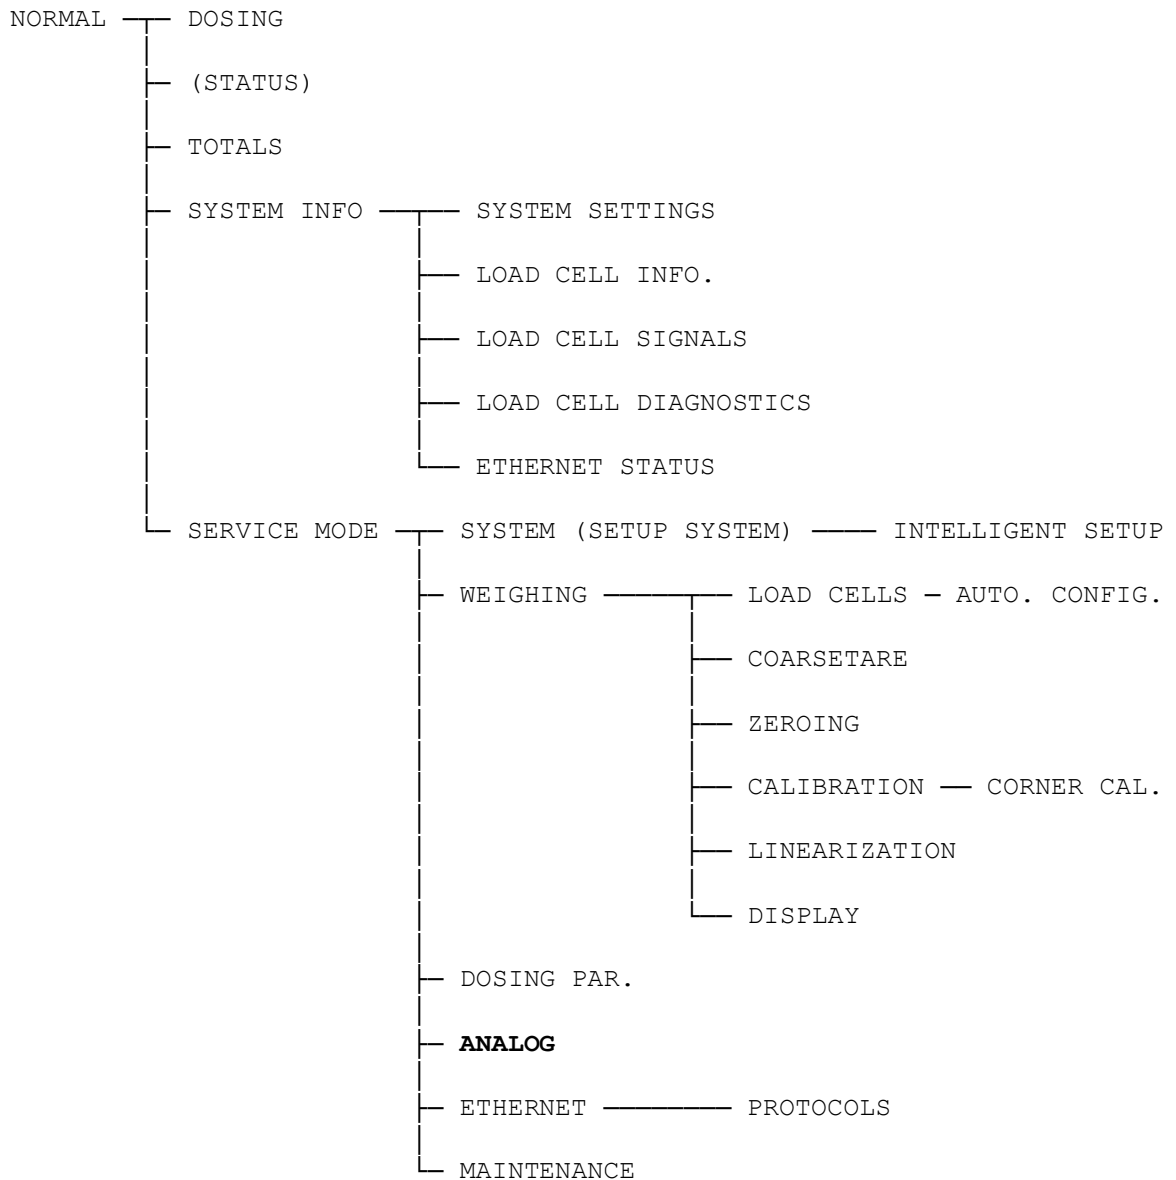 NORMAL DOSING
(STATUS)
TOTALS
SYSTEM INFO SYSTEM SETTINGS
LOAD CELL INFO.
LOAD CELL SIGNALS
LOAD CELL DIAGNOSTICS
ETHERNET STATUS
SERVICE MODE SYSTEM (SETUP SYSTEM) INTELLIGENT SETUP
WEIGHING LOAD CELLS AUTO. CONFIG.
COARSETARE
ZEROING
CALIBRATION CORNER CAL.
LINEARIZATION
DISPLAY
DOSING PAR.
ANALOG
ETHERNET PROTOCOLS
MAINTENANCE